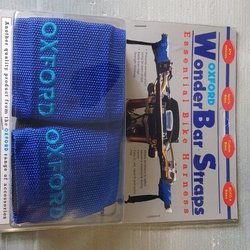 OXFORD
WONDER BAR STRAPS
Essential Bike Harness
OXFORD
OXFORD
Another quality product from the OXFORD range of accessories